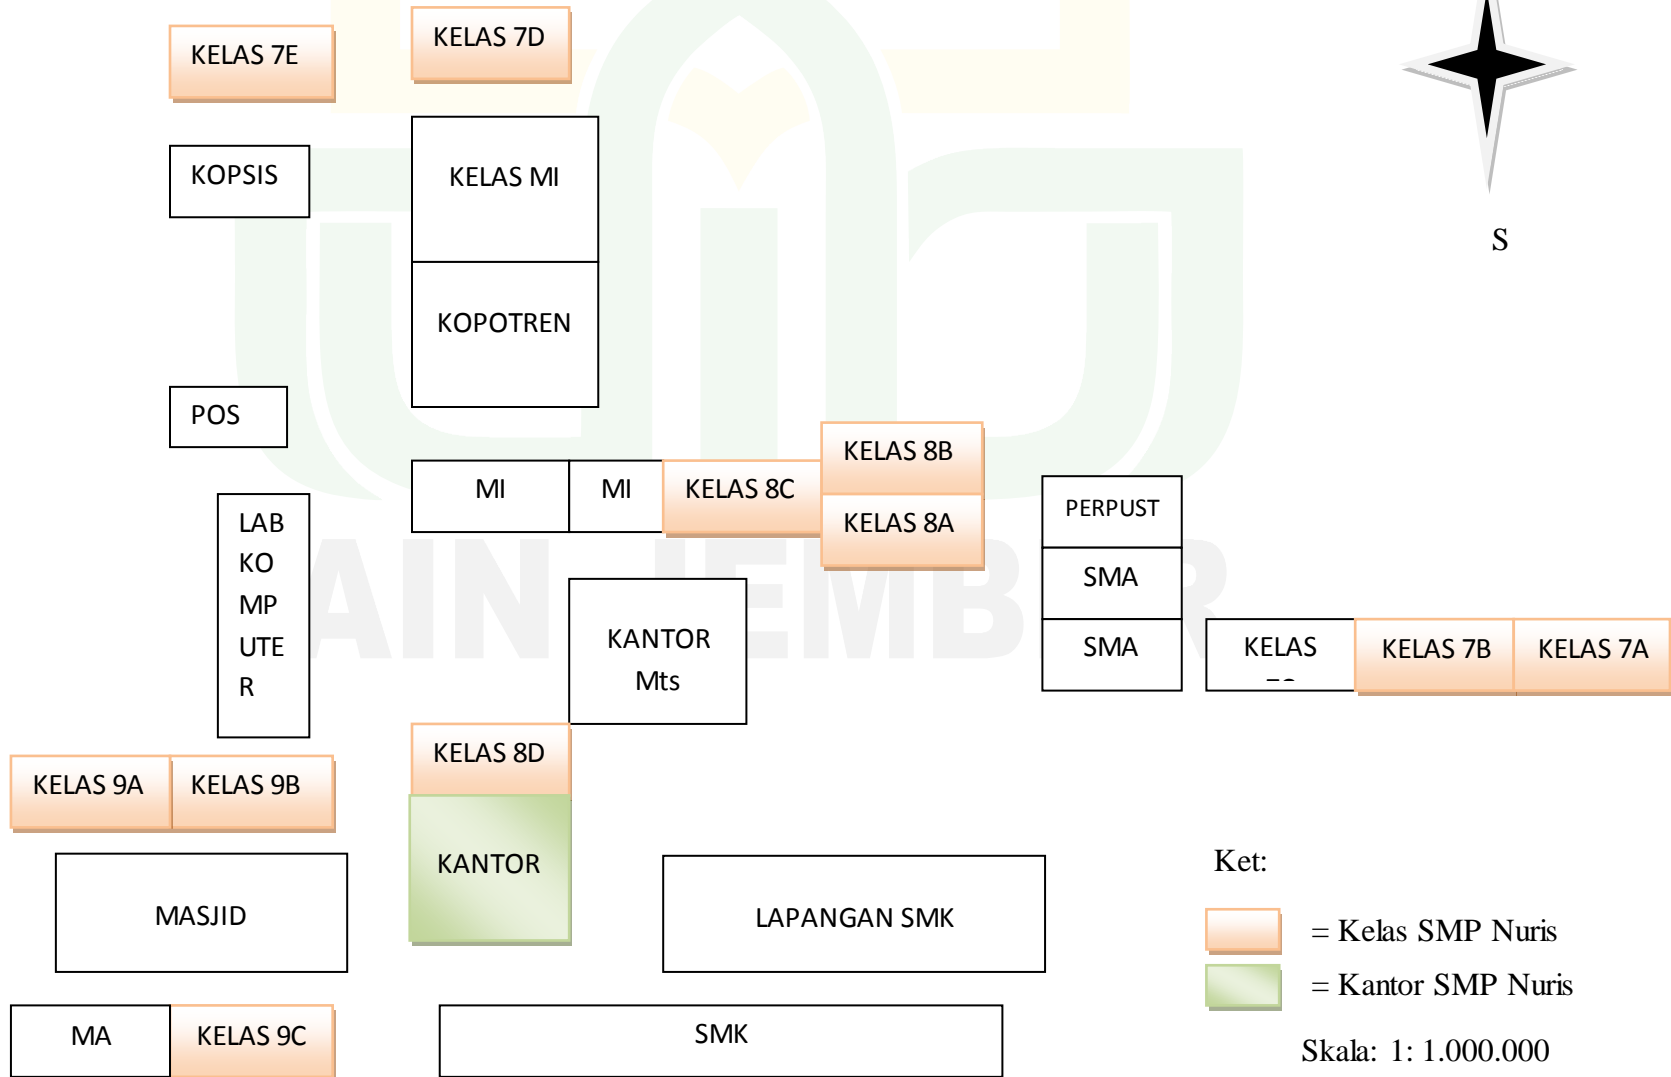 KELAS 7E
KELAS 7D
KOPSIS
KELAS MI
S
KOPOTREN
POS
KELAS 8B
MI
MI
KELAS 8C
KELAS 8A
PERPUST
LAB
KO
MP
UTE
R
SMA
KANTOR
Mts
SMA
KELAS
KELAS 7B
KELAS 7A
KELAS 8D
KELAS 9A
KELAS 9B
KANTOR
MASJID
LAPANGAN SMK
Ket:
= Kelas SMP Nuris
= Kantor SMP Nuris
MA
KELAS 9C
SMK
Skala: 1: 1.000.000
IAIN JEMBER